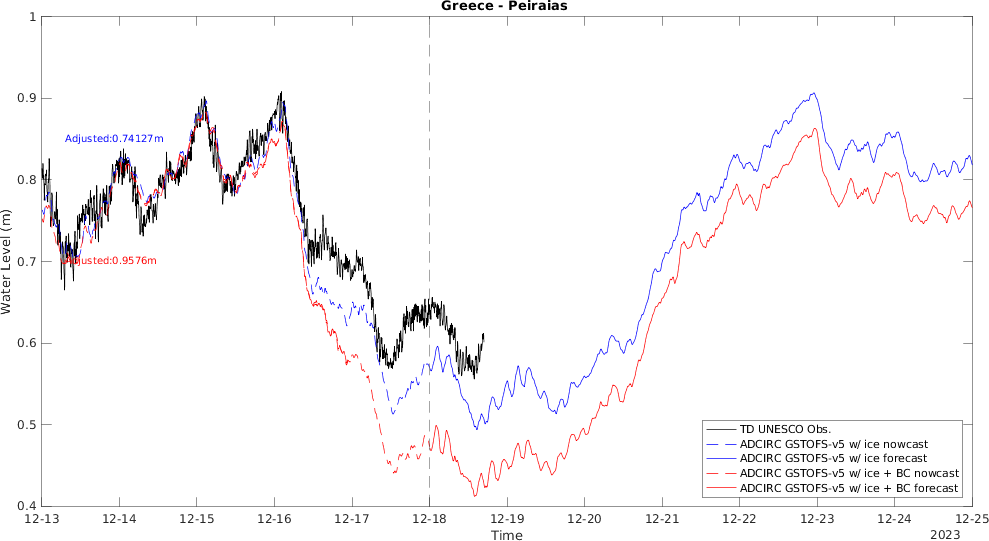 Greece - Peiraias
1
0.9
0.8
0.7
0.6
0.5
0.4
Water Level (m)
Adjusted:0.74127m
Adjusted:0.9576m
TD UNESCO Obs.
ADCIRC GSTOFS-v5 w/ ice nowcast
ADCIRC GSTOFS-v5 w/ ice forecast
ADCIRC GSTOFS-v5 w/ ice + BC nowcast
ADCIRC GSTOFS-v5 w/ ice + BC forecast
12-13 12-14 12-15 12-16 12-17 12-18 12-19 12-20 12-21 12-22 12-23 12-24 12-25
Time
2023